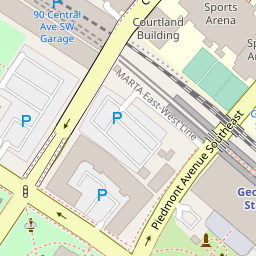 P
90 Central
Ave SW
Garage
Courtland
Building
Sports
Arena
MARTA East-West Line
P
P
P
Piedmont Avenue Southeast